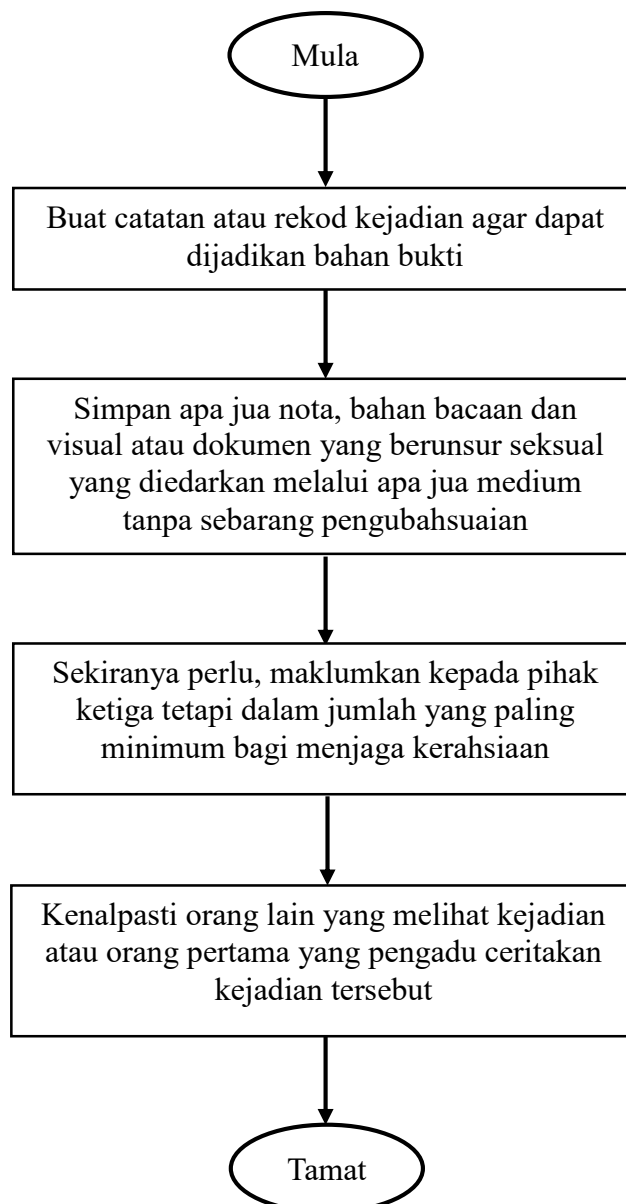 Mula
Buat catatan atau rekod kejadian agar dapat
dijadikan bahan bukti
Simpan apa jua nota, bahan bacaan dan
visual atau dokumen yang berunsur seksual
yang diedarkan melalui apa jua medium
tanpa sebarang pengubahsuaian
Sekiranya perlu, maklumkan kepada pihak
ketiga tetapi dalam jumlah yang paling
minimum bagi menjaga kerahsiaan
Kenalpasti orang lain yang melihat kejadian
atau orang pertama yang pengadu ceritakan
kejadian tersebut
Tamat